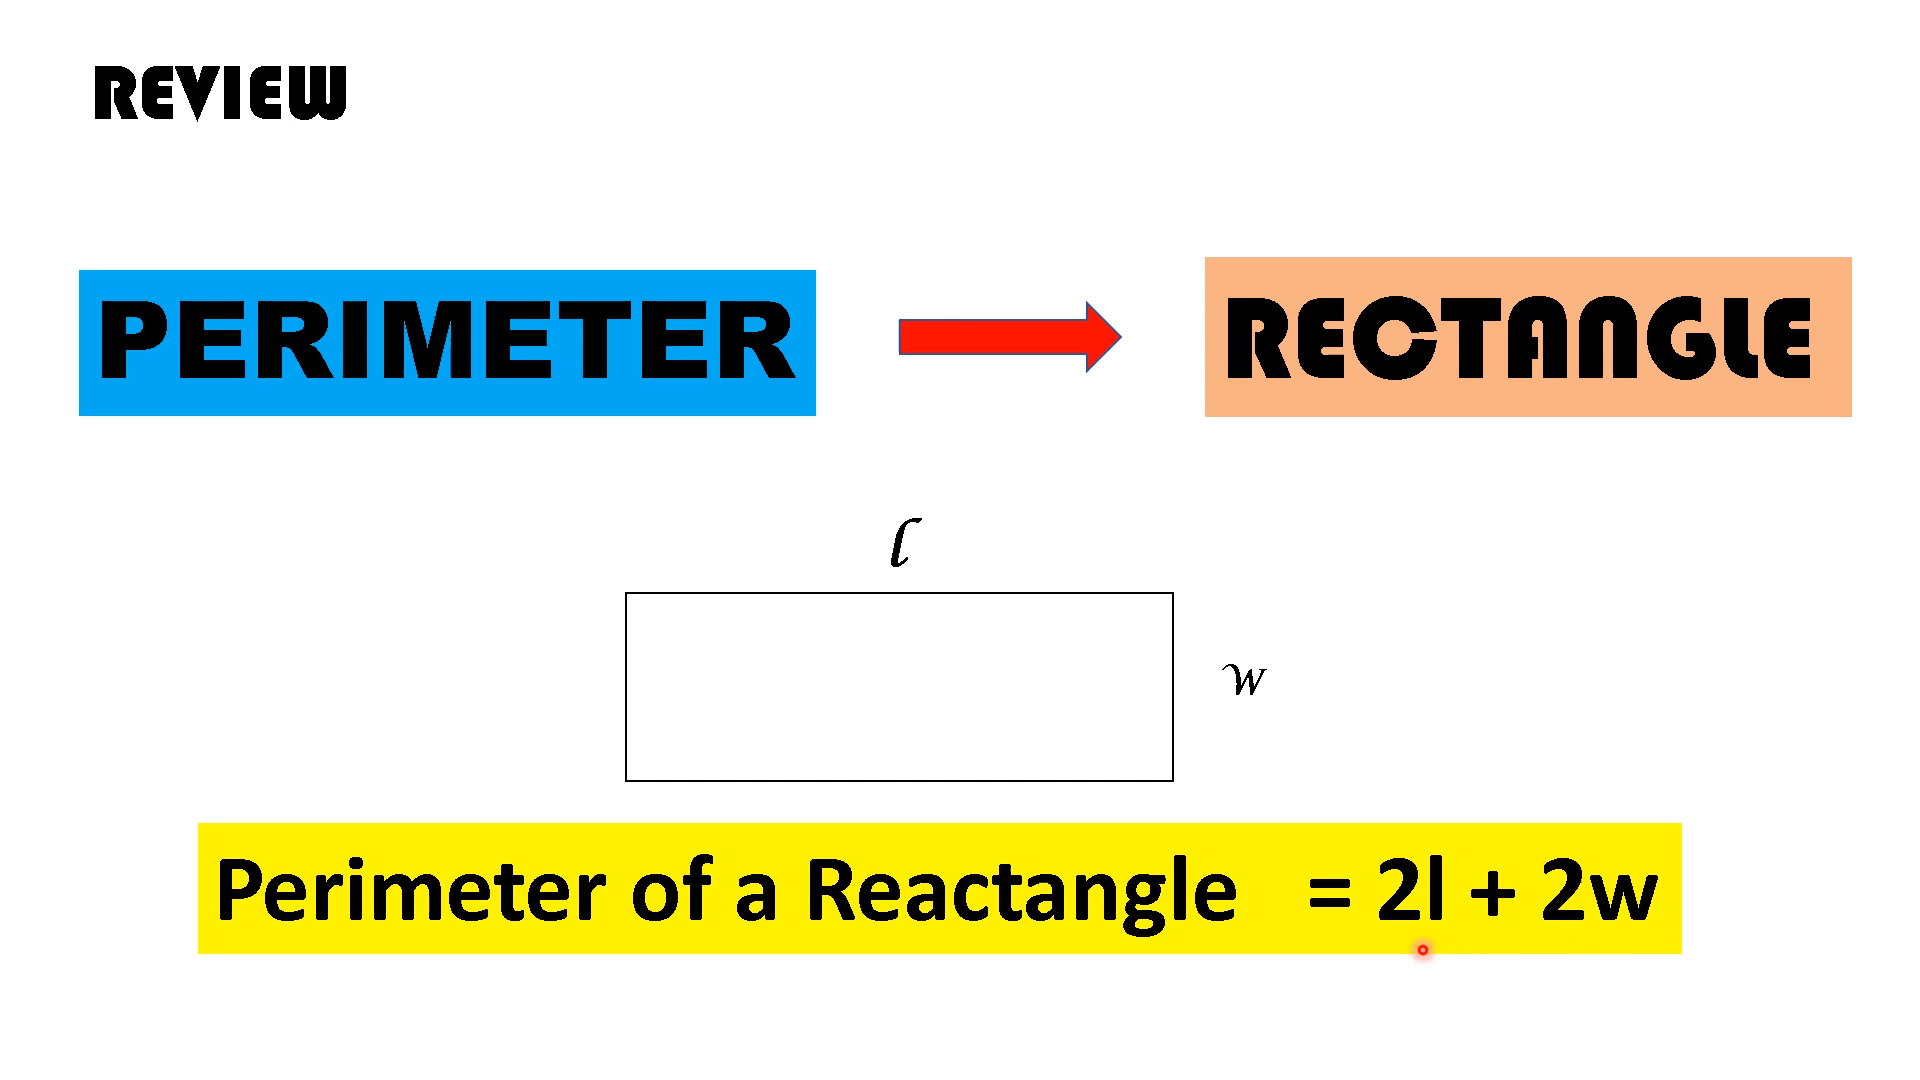 REVIEW
PERIMETER
RECTANGLE
l
w
Perimeter of a Reactangle = 2l + 2w